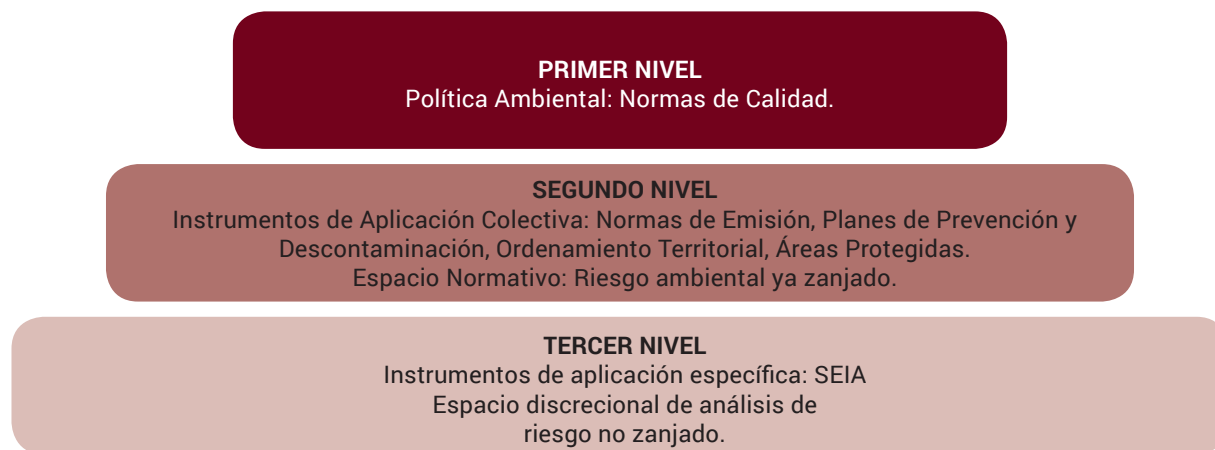 PRIMER NIVEL
Política Ambiental: Normas de Calidad.
SEGUNDO NIVEL
Instrumentos de Aplicación Colectiva: Normas de Emisión, Planes de Prevención y
Descontaminación, Ordenamiento Territorial, Áreas Protegidas.
Espacio Normativo: Riesgo ambiental ya zanjado.
TERCER NIVEL
Instrumentos de aplicación específica: SEIA
Espacio discrecional de análisis de
riesgo no zanjado.